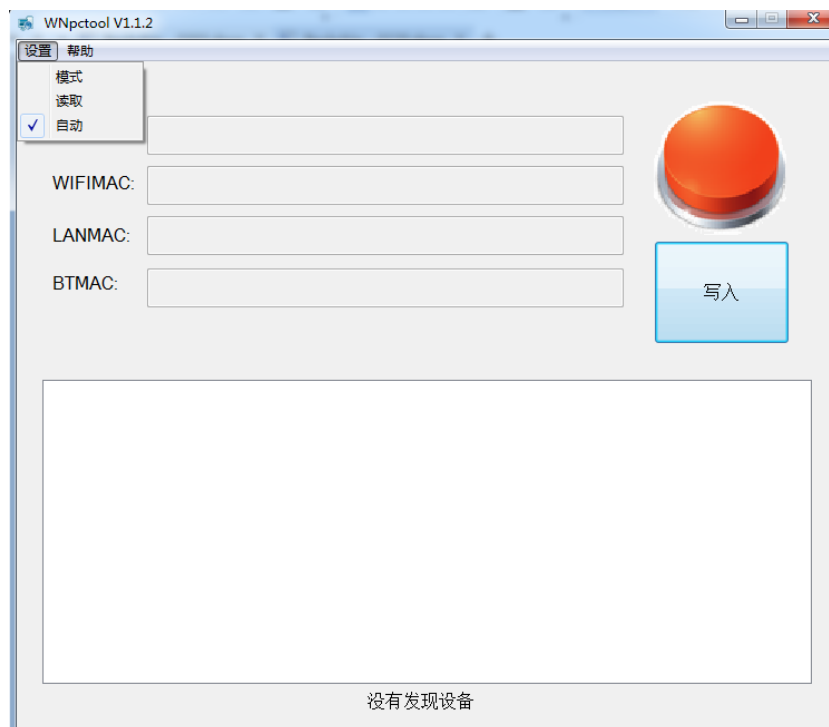 WNpctool V1.1.2
设置 帮助
模式
读取
自动
WIFIMAC:
LANMAC:
BTMAC:
写入
没有发现设备